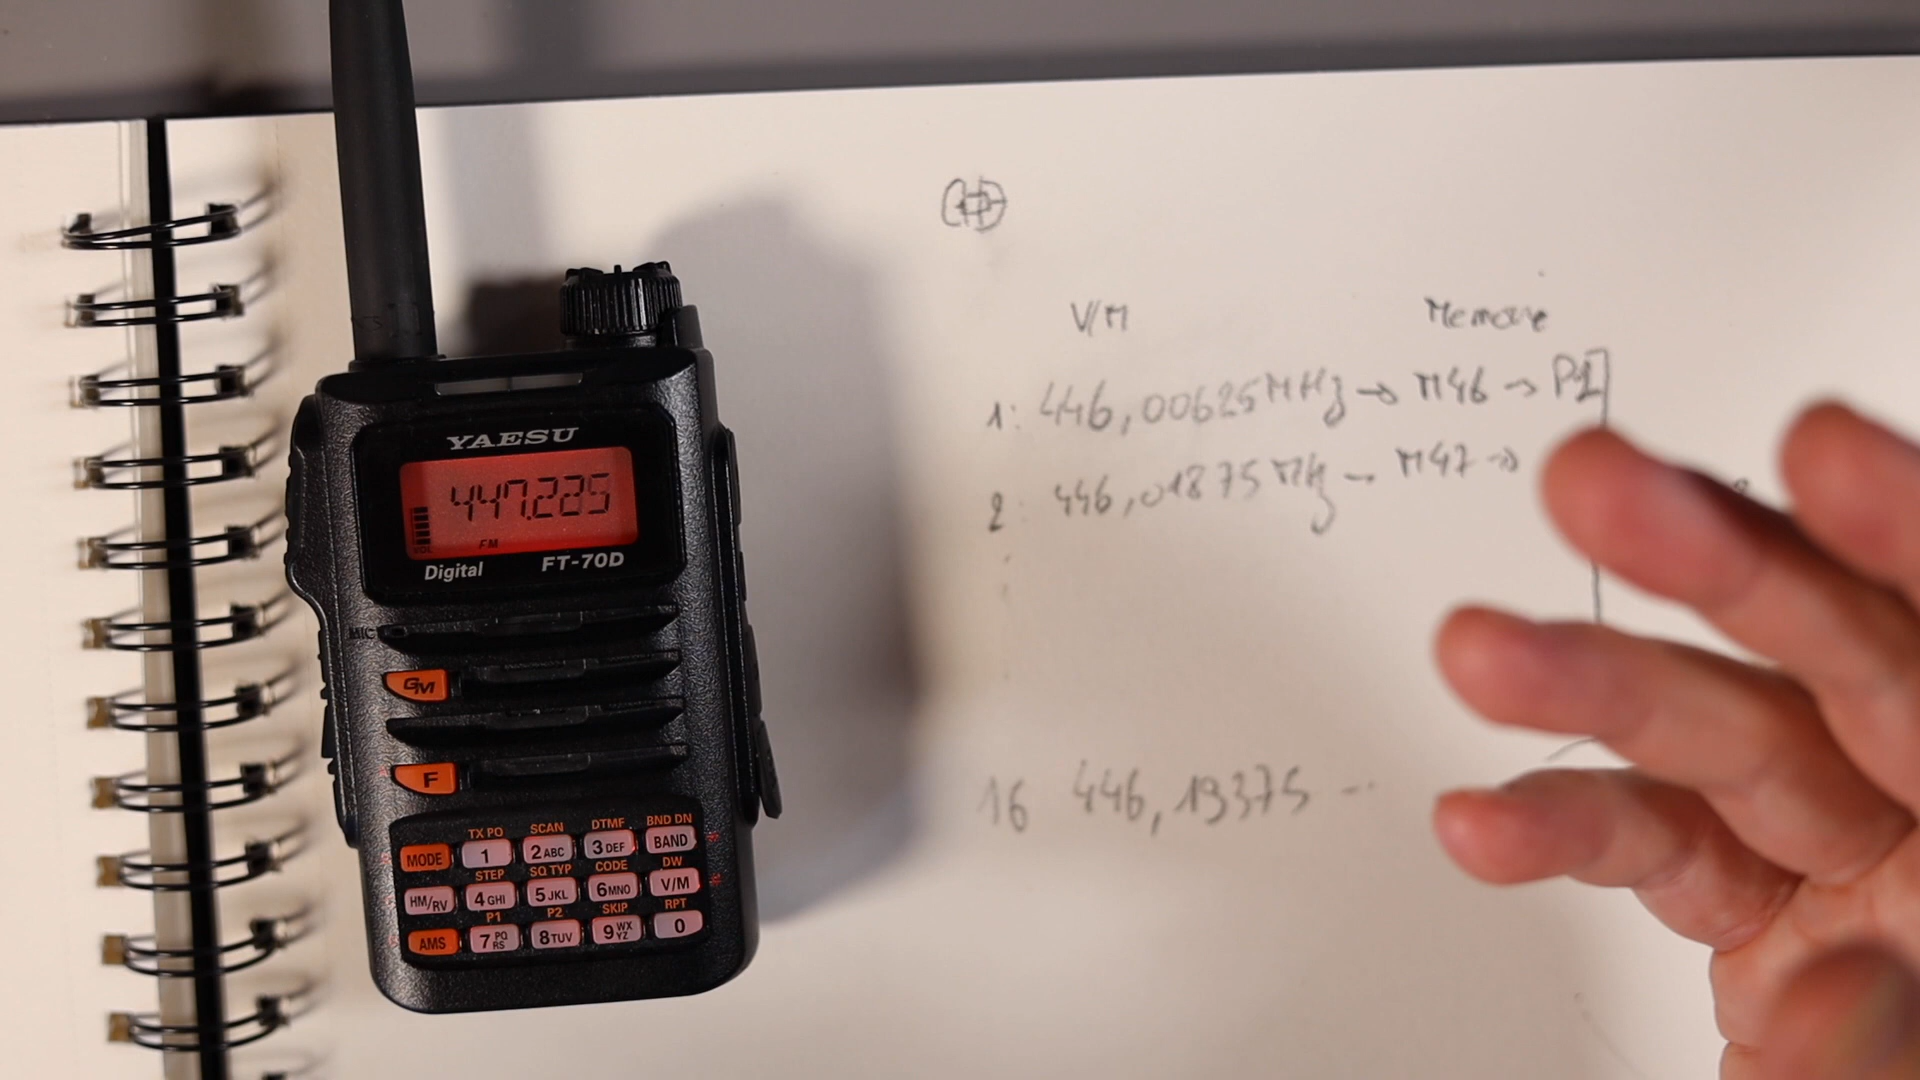 V/M Memorie
1: 446,00625 MHz → M46 → P1
2: 446,01875 MHz → M47 →
16 446,19375 --
YAESU
447.225
VOL FM
Digital FT-70D
MIC
GM
F
TX PO SCAN DTMF BND DN
MODE 1 2 ABC 3 DEF BAND
STEP SQ TYP CODE DW
HM/RV 4 GHI 5 JKL 6 MNO V/M
P1 P2 SKIP RPT
AMS 7 PQRS 8 TUV 9 WXYZ 0